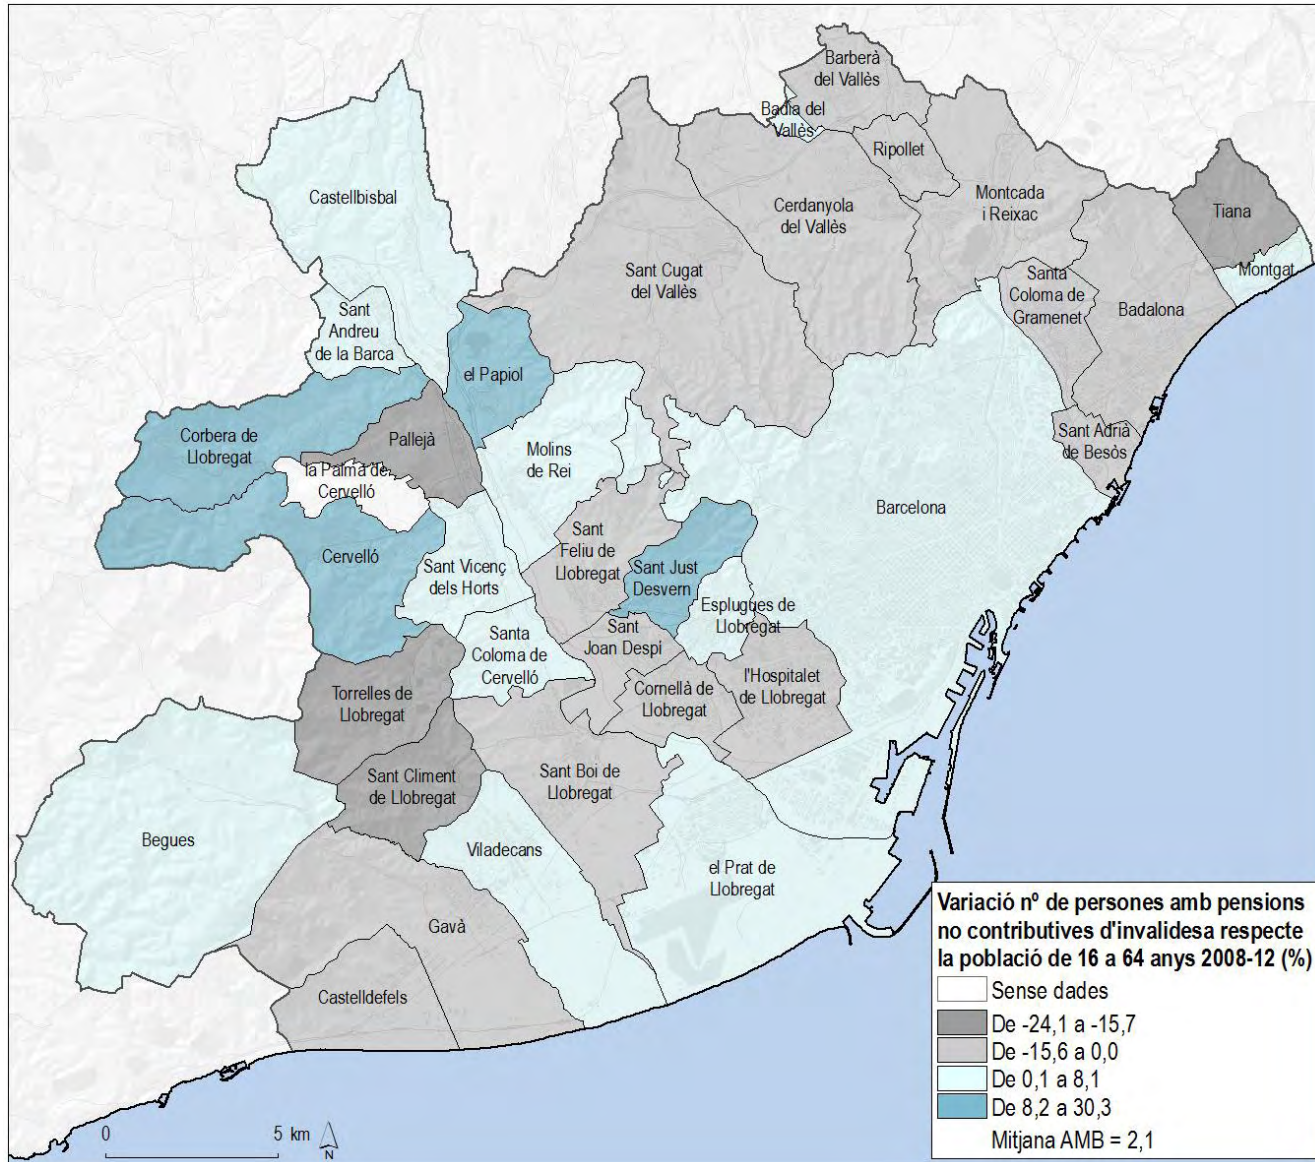 Barberà
del Vallès
Badia del
Vallès
Ripollet
Castellbisbal
Cerdanyola
del Vallès
Montcada
i Reixac
Tiana
Sant Cugat
del Vallès
Santa
Coloma de
Gramenet
Montgat
Badalona
Sant
Andreu
de la Barca
el Papiol
Corbera de
Llobregat
Pallejà
Molins
de Rei
Sant Adrià
de Besòs
la Palma de
Cervelló
Barcelona
Cervelló
Sant Vicenç
dels Horts
Sant
Feliu de
Llobregat
Sant Just
Desvern
Esplugues de
Llobregat
Santa
Coloma de
Cervelló
Sant
Joan Despí
Torrelles de
Llobregat
Cornellà de
Llobregat
l'Hospitalet
de Llobregat
Sant Climent
de Llobregat
Sant Boi de
Llobregat
Begues
Viladecans
el Prat de
Llobregat
Gavà
Castelldefels
Variació nº de persones amb pensions
no contributives d'invalidesa respecte
la població de 16 a 64 anys 2008-12 (%)
Sense dades
De -24,1 a -15,7
De -15,6 a 0,0
De 0,1 a 8,1
De 8,2 a 30,3
Mitjana AMB = 2,1
0 5 km
N